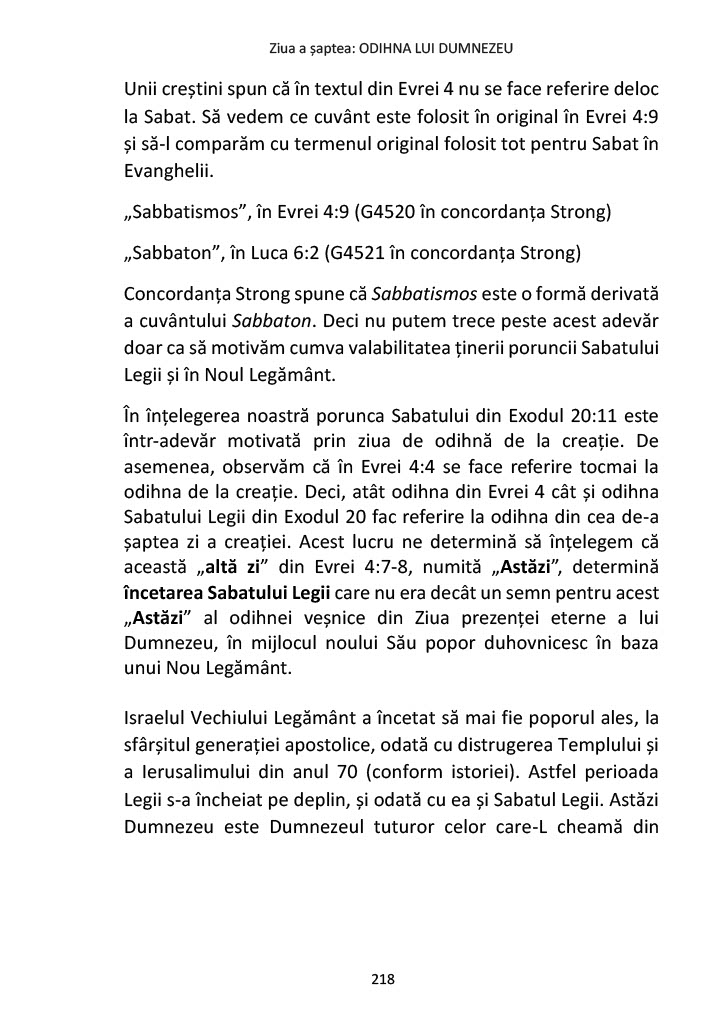 Ziua a șaptea: ODIHNA LUI DUMNEZEU
Unii creștini spun că în textul din Evrei 4 nu se face referire deloc
la Sabat. Să vedem ce cuvânt este folosit în original în Evrei 4:9
și să-l comparăm cu termenul original folosit tot pentru Sabat în
Evanghelii.
„Sabbatismos”, în Evrei 4:9 (G4520 în concordanța Strong)
„Sabbaton”, în Luca 6:2 (G4521 în concordanța Strong)
Concordanța Strong spune că Sabbatismos este o formă derivată
a cuvântului Sabbaton. Deci nu putem trece peste acest adevăr
doar ca să motivăm cumva valabilitatea ținerii poruncii Sabatului
Legii și în Noul Legământ.
În înțelegerea noastră porunca Sabatului din Exodul 20:11 este
într-adevăr motivată prin ziua de odihnă de la creație. De
asemenea, observăm că în Evrei 4:4 se face referire tocmai la
odihna de la creație. Deci, atât odihna din Evrei 4 cât și odihna
Sabatului Legii din Exodul 20 fac referire la odihna din cea de-a
șaptea zi a creației. Acest lucru ne determină să înțelegem că
această „altă zi” din Evrei 4:7-8, numită „Astăzi”, determină
încetarea Sabatului Legii care nu era decât un semn pentru acest
„Astăzi” al odihnei veșnice din Ziua prezenței eterne a lui
Dumnezeu, în mijlocul noului Său popor duhovnicesc în baza
unui Nou Legământ.
Israelul Vechiului Legământ a încetat să mai fie poporul ales, la
sfârșitul generației apostolice, odată cu distrugerea Templului și
a Ierusalimului din anul 70 (conform istoriei). Astfel perioada
Legii s-a încheiat pe deplin, și odată cu ea și Sabatul Legii. Astăzi
Dumnezeu este Dumnezeul tuturor celor care-L cheamă din
218